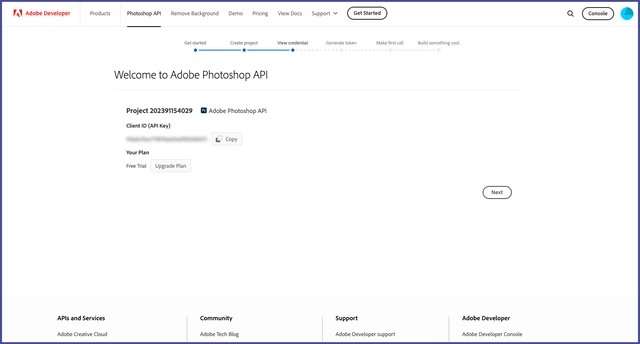 Adobe Developer Products Photoshop API Remove Background Demo Pricing View Docs Support Get Started Console
Get started Create project View credential Generate token Make first call Build something cool
Welcome to Adobe Photoshop API
Project 202391154029 Ps Adobe Photoshop API
Client ID (API Key)
Copy
Your Plan
Free Trial Upgrade Plan
Next
APIs and Services Community Support Adobe Developer
Adobe Creative Cloud Adobe Tech Blog Adobe Developer support Adobe Developer Console